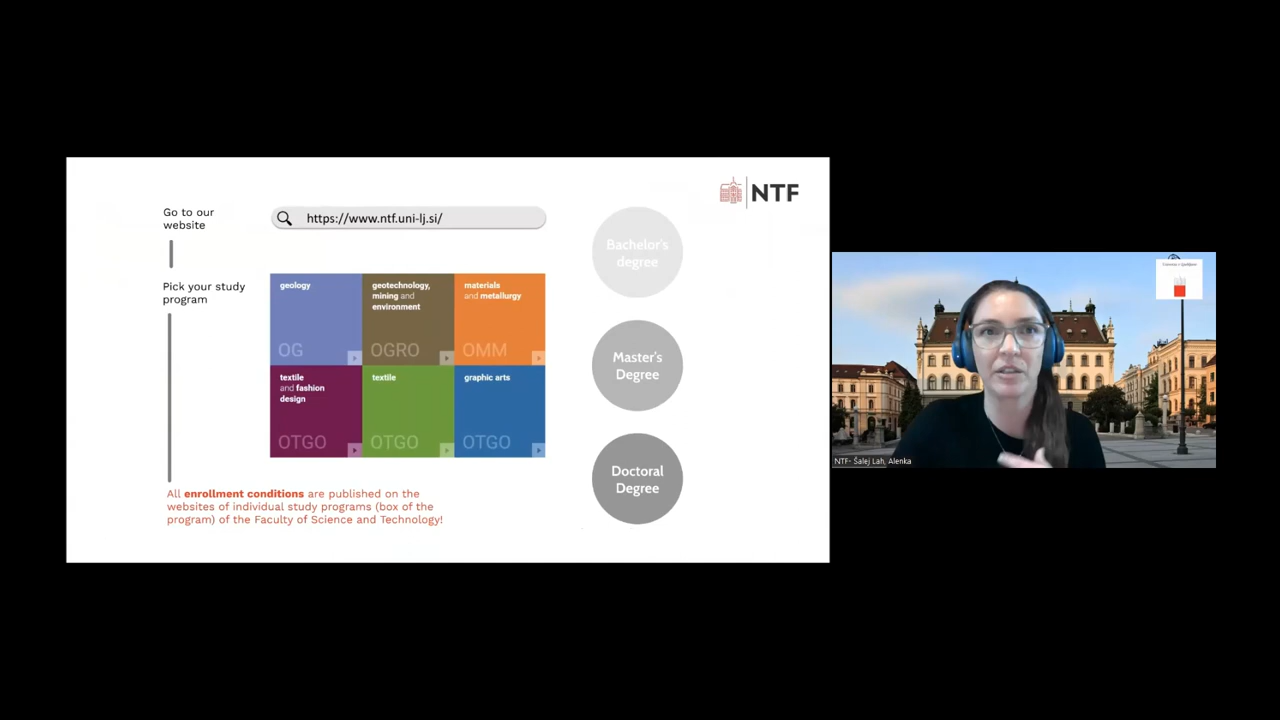 NTF
Go to our
website
https://www.ntf.uni-lj.si/
Pick your study
program
geology
OG
geotechnology,
mining and
environment
OGRO
materials
and metallurgy
OMM
textile
and fashion
design
OTGO
textile
OTGO
graphic arts
OTGO
All enrollment conditions are published on the
websites of individual study programs (box of the
program) of the Faculty of Science and Technology!
Bachelor's
degree
Master's
Degree
Doctoral
Degree
Univerza v Ljubljani
NTF- Šalej Lah, Alenka